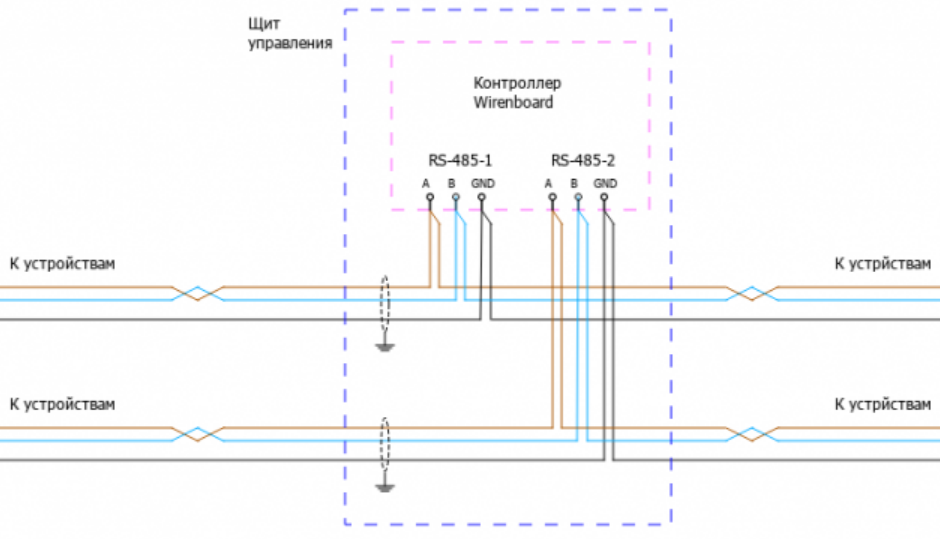 Щит
управления
Контроллер
Wirenboard
RS-485-1 RS-485-2
A B GND A B GND
К устройствам К устрйствам
К устройствам К устрйствам